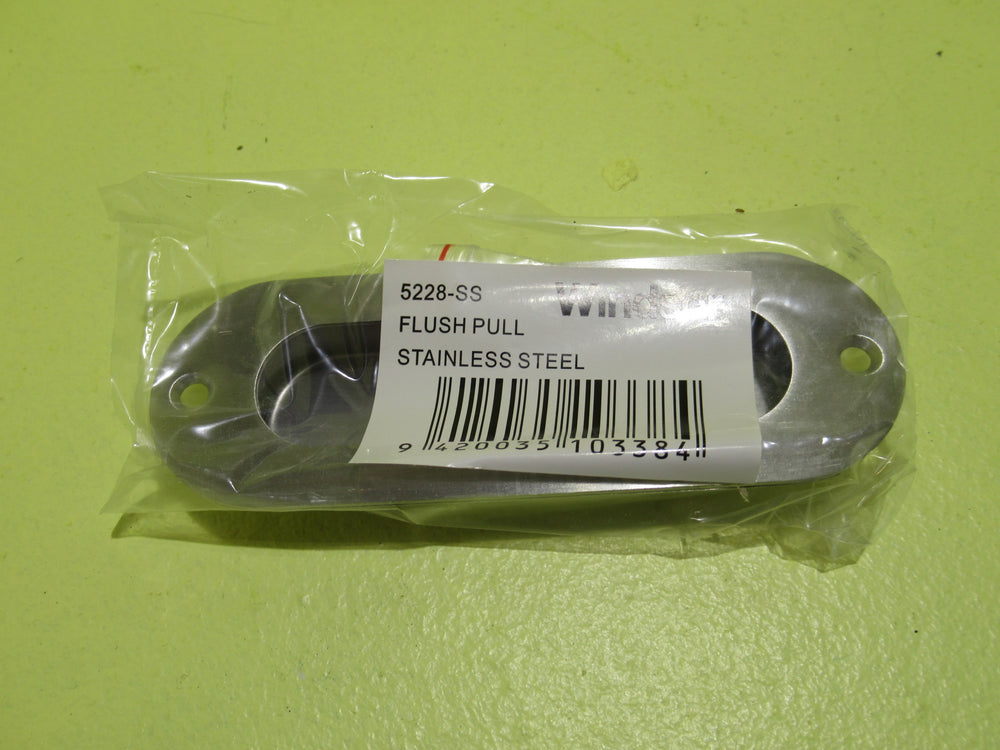 5228-SS
FLUSH PULL
STAINLESS STEEL
9 420035 103384